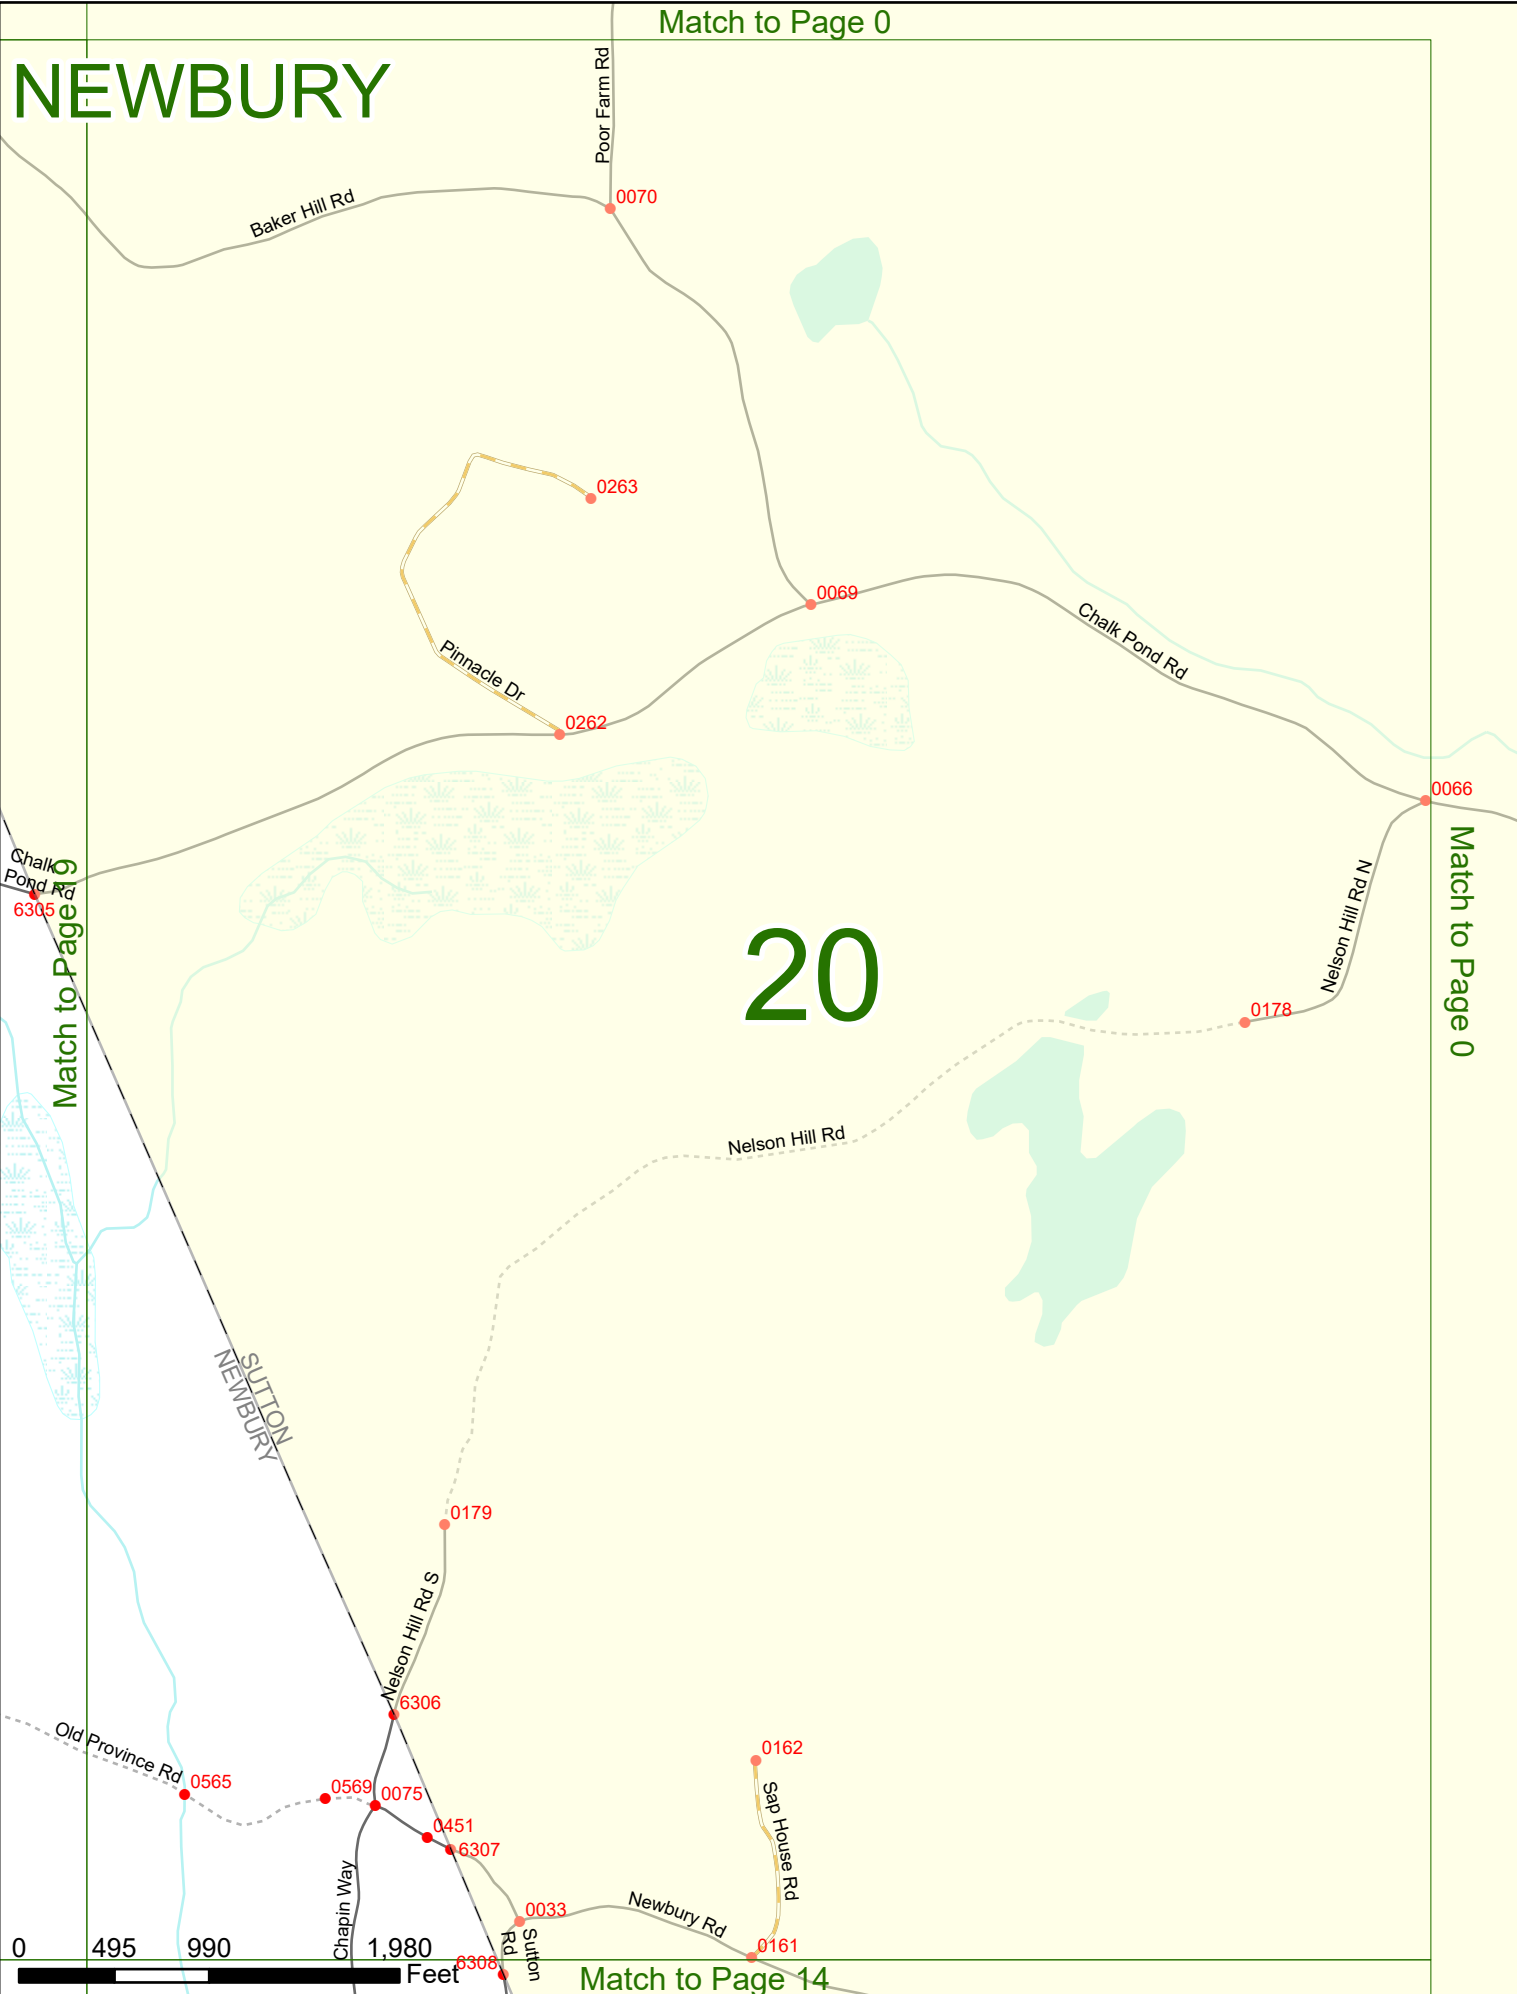 Match to Page 0
NEWBURY
Poor Farm Rd
Baker Hill Rd
0070
0263
0069
Chalk Pond Rd
Pinnacle Dr
0262
0066
Chalk
Pond Rd
6305
Match to Page 19
Match to Page 0
20
Nelson Hill Rd N
0178
Nelson Hill Rd
SUTTON
NEWBURY
0179
Nelson Hill Rd S
6306
Old Province Rd
0565
0569
0075
0451
6307
0162
Sap House Rd
Chapin Way
0033
Newbury Rd
Sutton
Rd
0161
6308
0 495 990 1,980
Feet
Match to Page 14